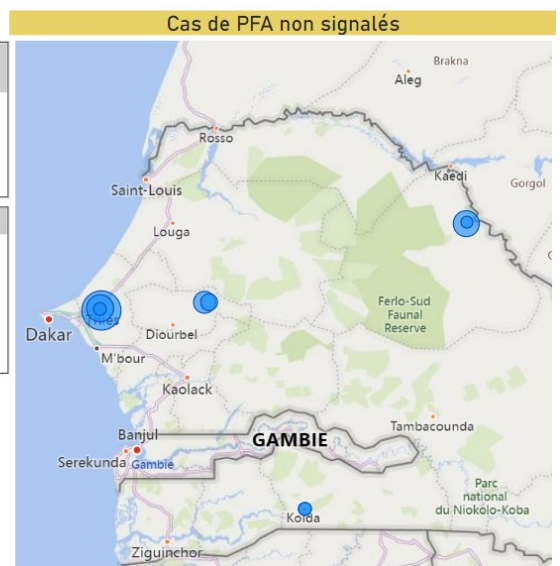 Cas de PFA non signalés
Brakna
Aleg
Rosso
Kaedi
Gorgol
Saint-Louis
Louga
Ferlo-Sud
Faunal
Reserve
Thiès
Dakar
Diourbel
M'bour
Kaolack
Tambacounda
Banjul
GAMBIE
Serekunda
Gambie
Parc
national
du Niokolo-Koba
Kolda
Ziguinchor